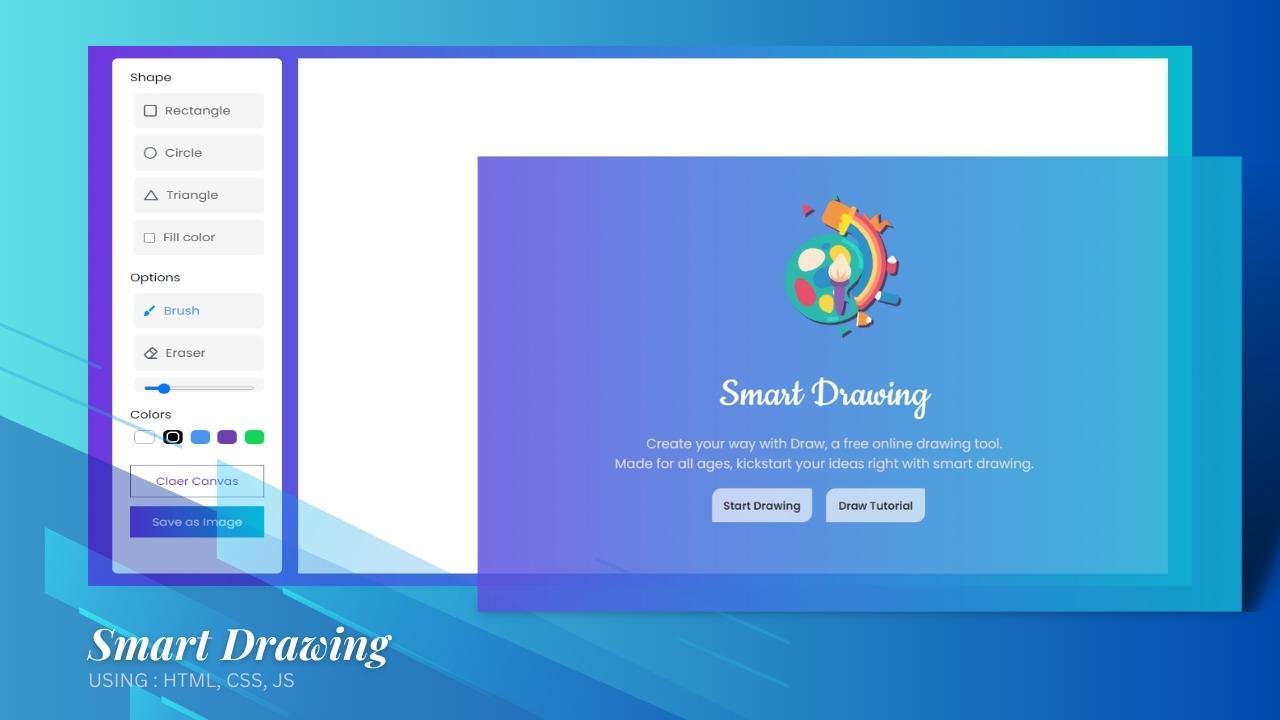 Shape
Rectangle
Circle
Triangle
Fill color
Options
Brush
Eraser
Colors
Claer Canvas
Save as Image
Smart Drawing
Create your way with Draw, a free online drawing tool.
Made for all ages, kickstart your ideas right with smart drawing.
Start Drawing
Draw Tutorial
Smart Drawing
USING : HTML, CSS, JS